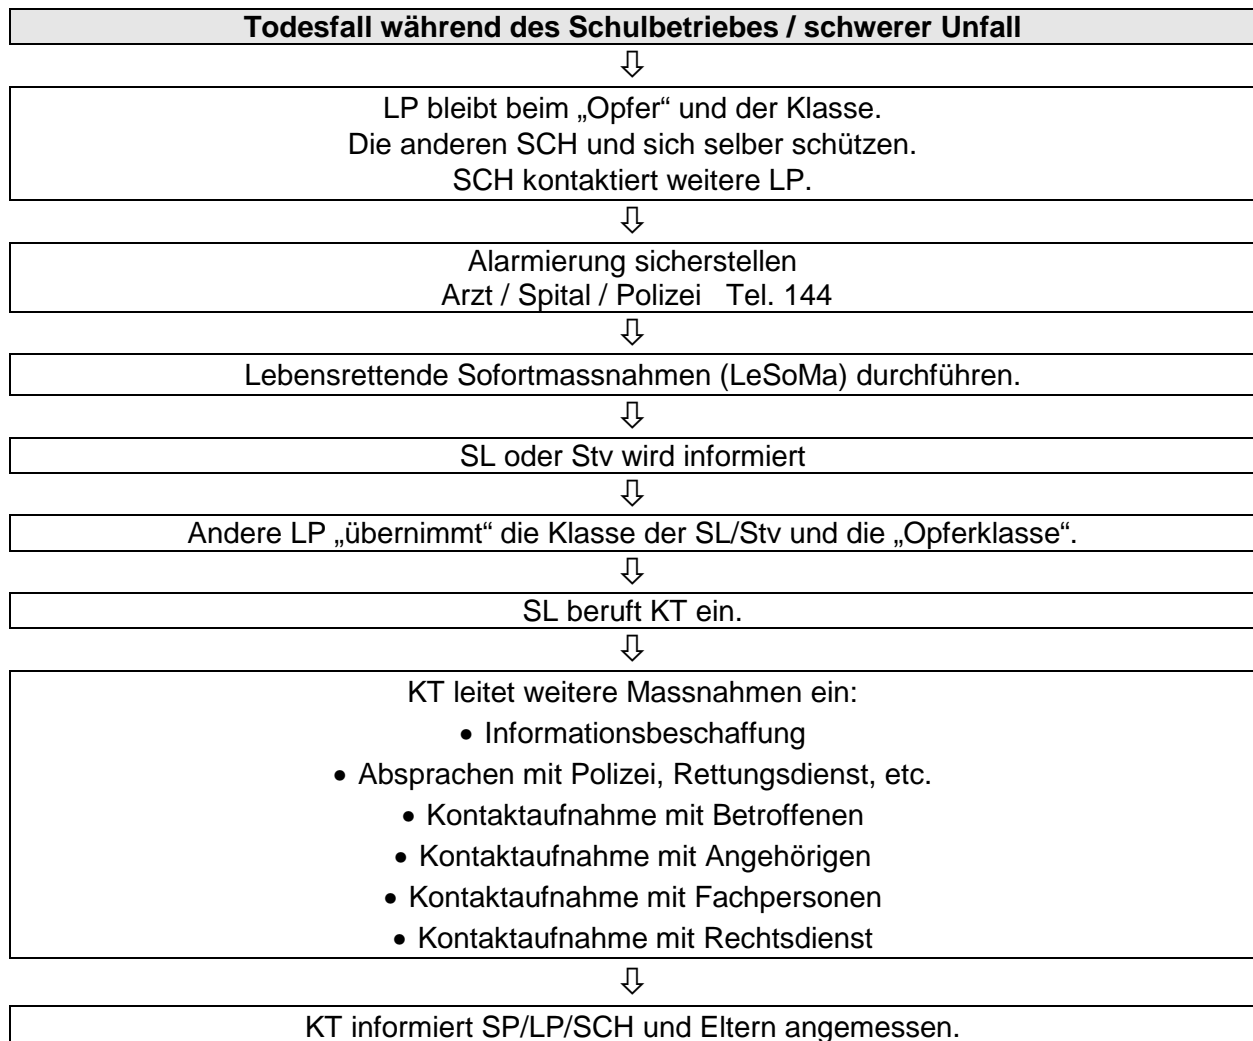 Todesfall während des Schulbetriebes / schwerer Unfall
⇩
LP bleibt beim „Opfer“ und der Klasse.
Die anderen SCH und sich selber schützen.
SCH kontaktiert weitere LP.
⇩
Alarmierung sicherstellen
Arzt / Spital / Polizei   Tel. 144
⇩
Lebensrettende Sofortmassnahmen (LeSoMa) durchführen.
⇩
SL oder Stv wird informiert
⇩
Andere LP „übernimmt“ die Klasse der SL/Stv und die „Opferklasse“.
⇩
SL beruft KT ein.
⇩
KT leitet weitere Massnahmen ein:
• Informationsbeschaffung
• Absprachen mit Polizei, Rettungsdienst, etc.
• Kontaktaufnahme mit Betroffenen
• Kontaktaufnahme mit Angehörigen
• Kontaktaufnahme mit Fachpersonen
• Kontaktaufnahme mit Rechtsdienst
⇩
KT informiert SP/LP/SCH und Eltern angemessen.